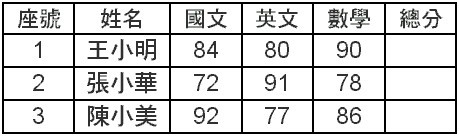 座號 姓名 國文 英文 數學 總分
1 王小明 84 80 90
2 張小華 72 91 78
3 陳小美 92 77 86